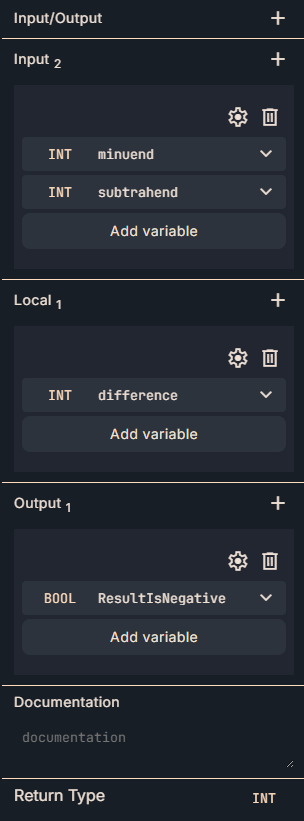 Input/Output
Input 2
INT minuend
INT subtrahend
Add variable
Local 1
INT difference
Add variable
Output 1
BOOL ResultIsNegative
Add variable
Documentation
documentation
Return Type INT